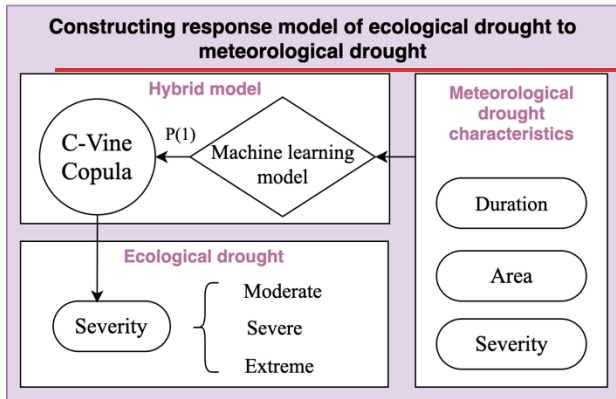 Constructing response model of ecological drought to
meteorological drought
Hybrid model
C-Vine
Copula
P(1)
Machine learning
model
Meteorological
drought
characteristics
Duration
Area
Severity
Ecological drought
Severity
Moderate
Severe
Extreme